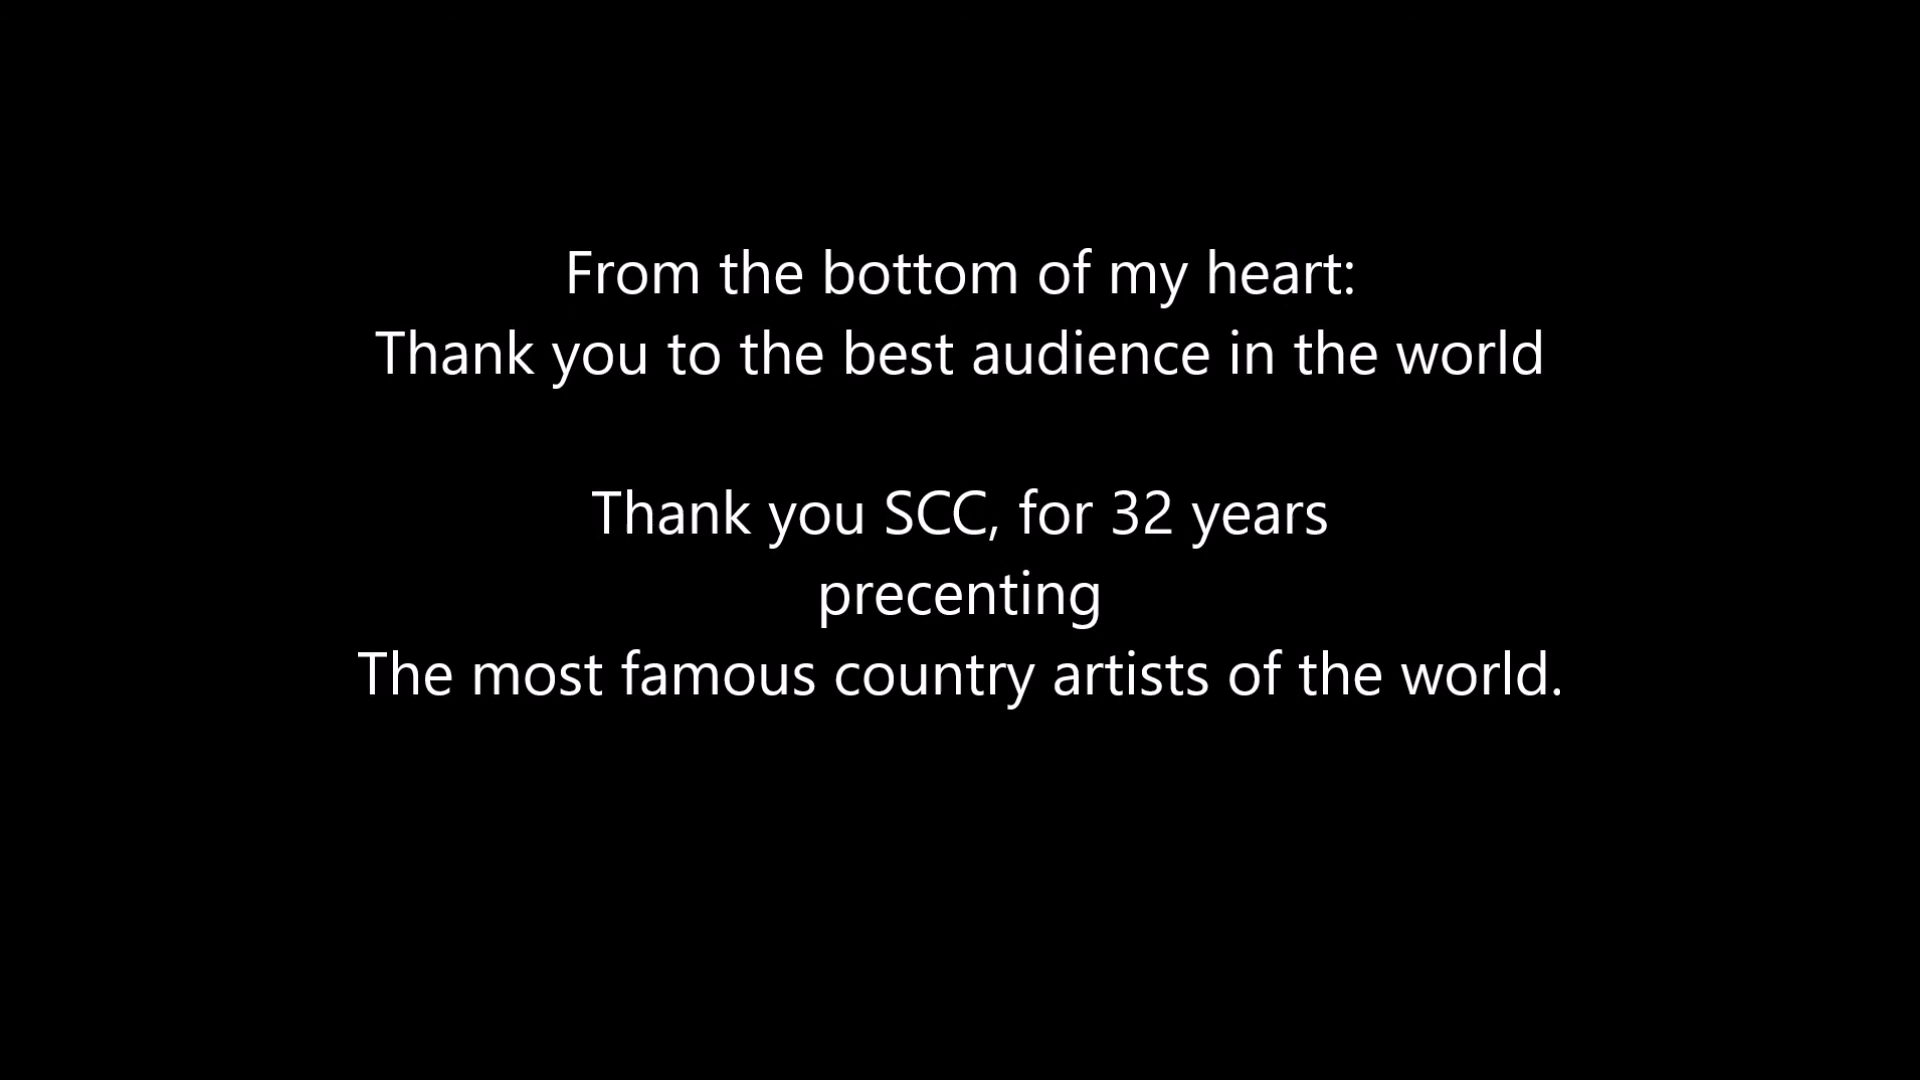 From the bottom of my heart:
Thank you to the best audience in the world
Thank you SCC, for 32 years
precenting
The most famous country artists of the world.